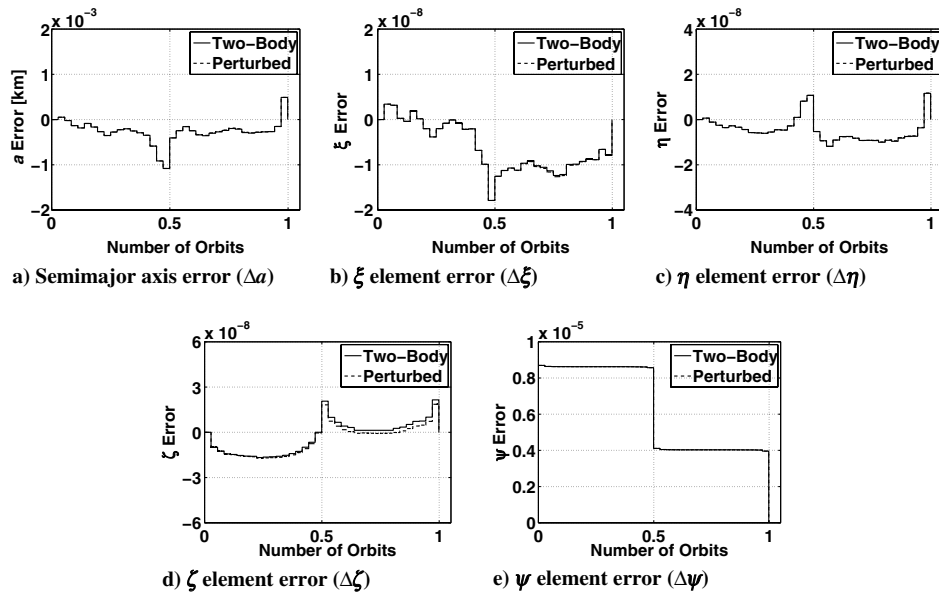 x 10⁻³
Two-Body
Perturbed
2
1
0
−1
−2
a Error [km]
0
0.5
1
Number of Orbits
a) Semimajor axis error (Δa)
x 10⁻⁸
Two-Body
Perturbed
2
1
0
−1
−2
ξ Error
0
0.5
1
Number of Orbits
b) ξ element error (Δξ)
x 10⁻⁸
Two-Body
Perturbed
4
2
0
−2
−4
η Error
0
0.5
1
Number of Orbits
c) η element error (Δη)
x 10⁻⁸
Two-Body
Perturbed
6
3
0
−3
−6
ζ Error
0
0.5
1
Number of Orbits
d) ζ element error (Δζ)
x 10⁻⁵
Two-Body
Perturbed
1
0.8
0.6
0.4
0.2
0
ψ Error
0
0.5
1
Number of Orbits
e) ψ element error (Δψ)